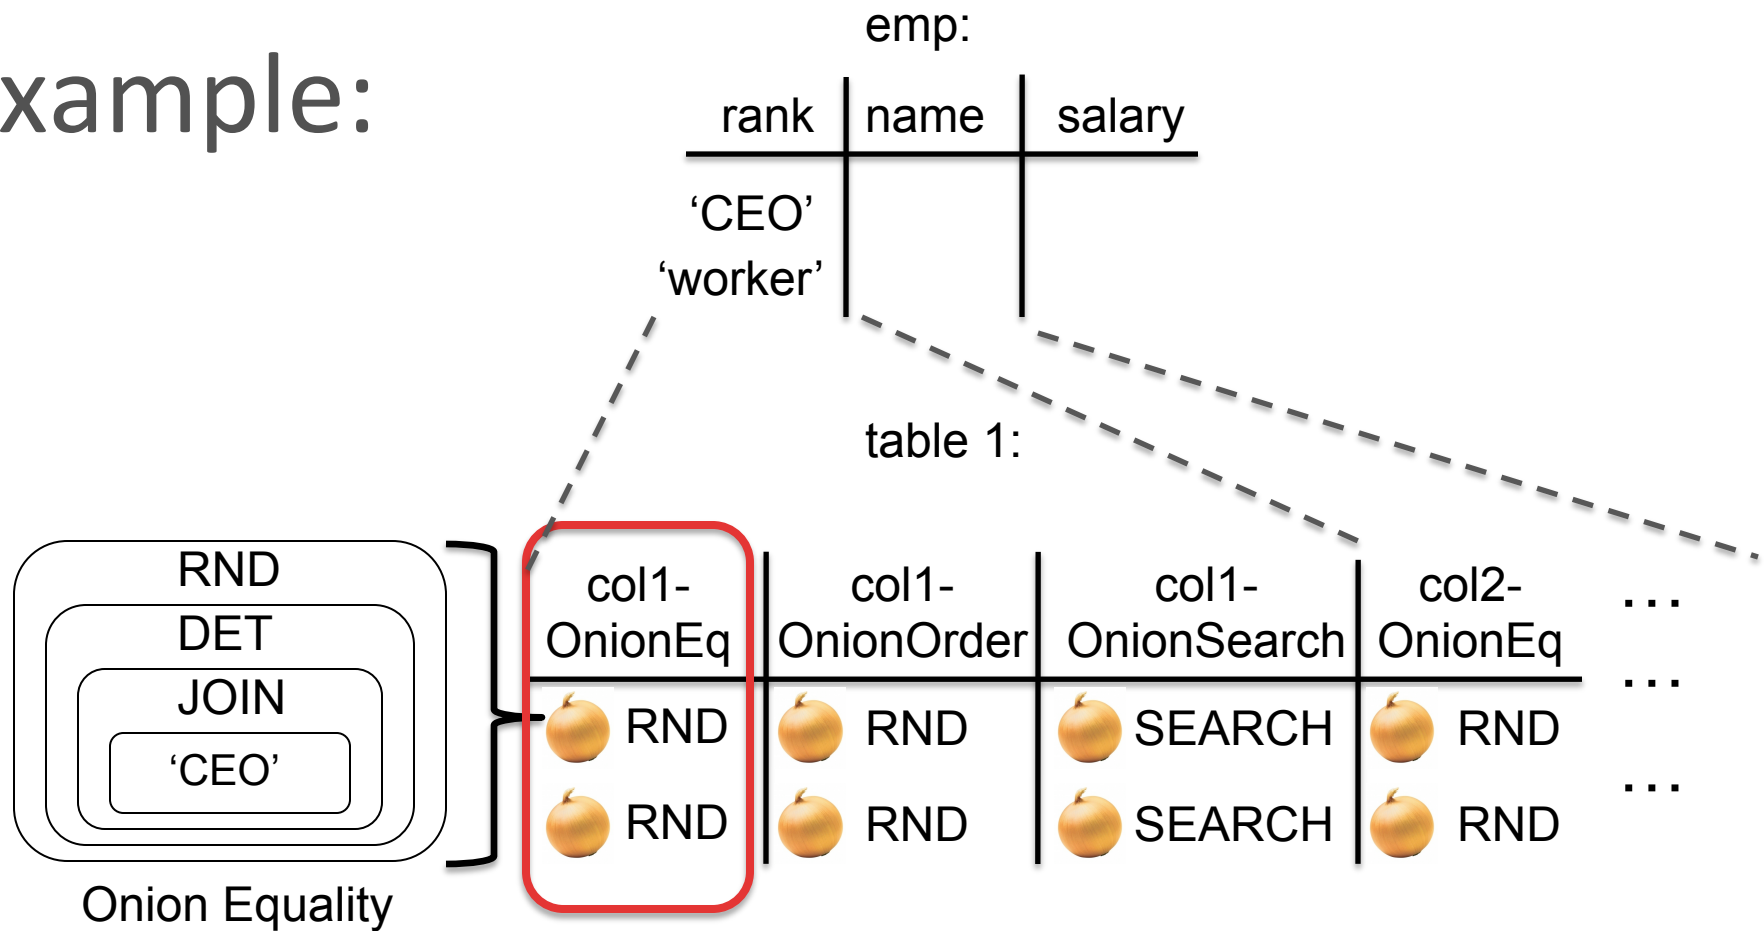 xample:
emp:
rank name salary
‘CEO’
‘worker’
table 1:
RND
DET
JOIN
‘CEO’
Onion Equality
col1- col1- col1- col2- ...
OnionEq OnionOrder OnionSearch OnionEq ...
RND RND SEARCH RND
RND RND SEARCH RND ...